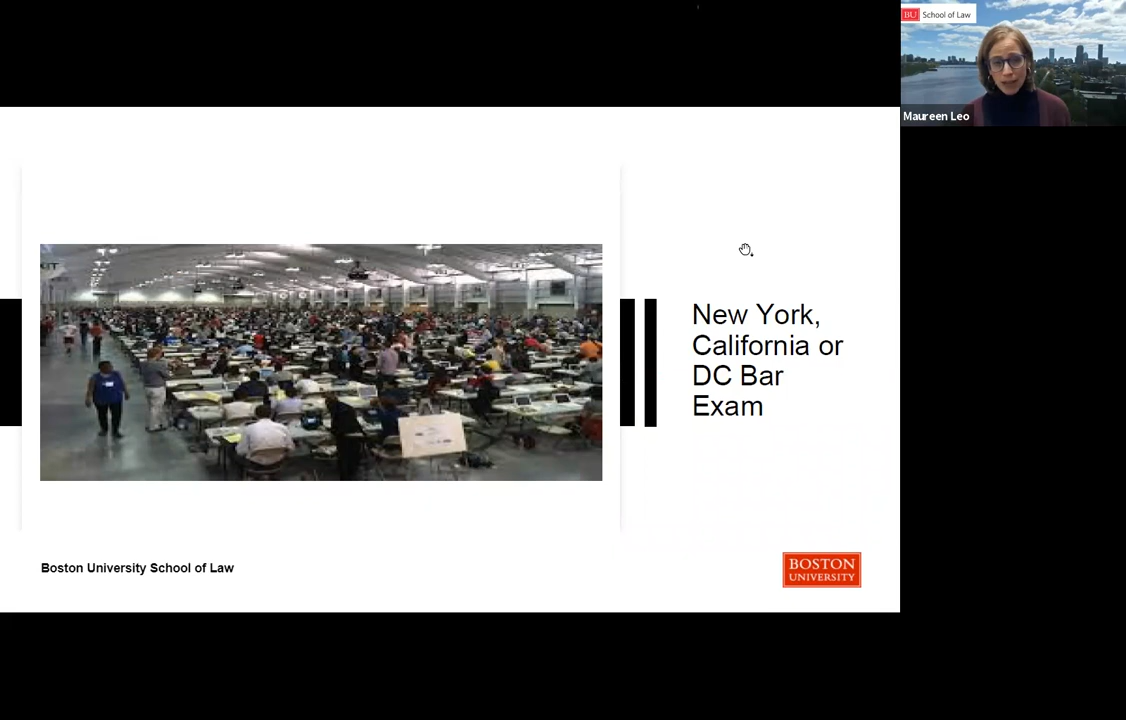 BU School of Law
Maureen Leo
New York,
California or
DC Bar
Exam
Boston University School of Law
BOSTON
UNIVERSITY